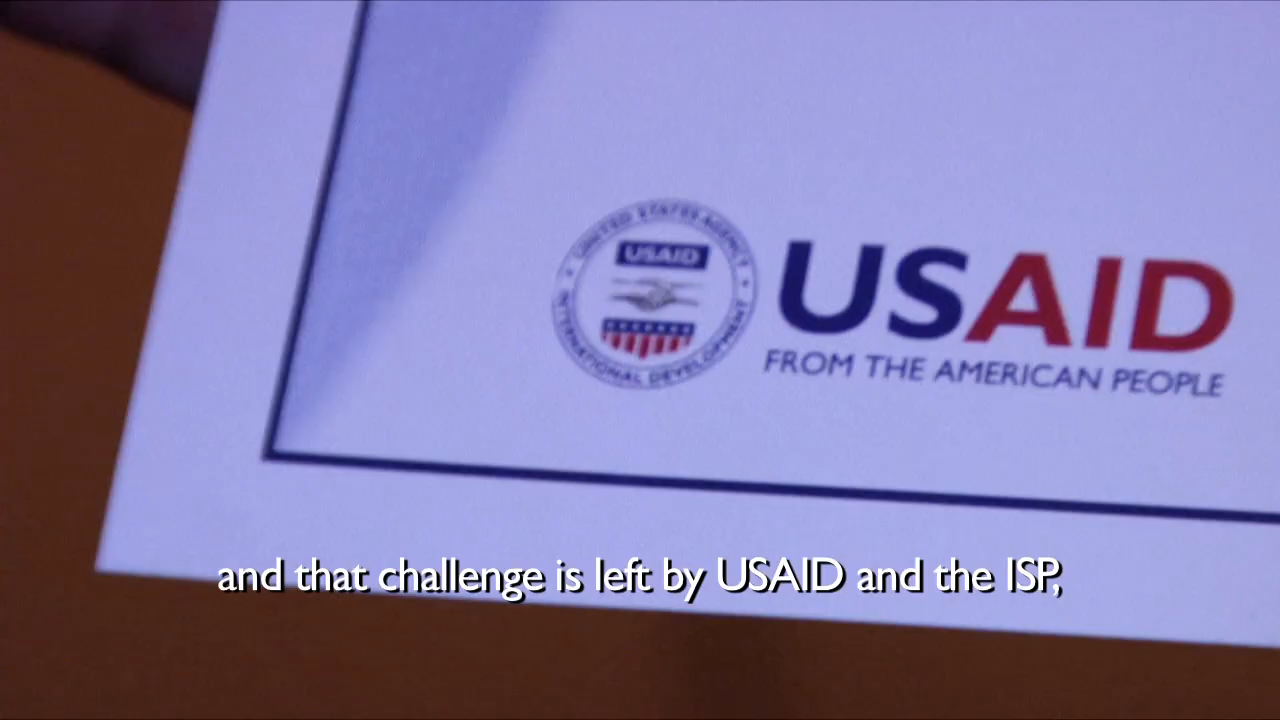 UNITED STATES AGENCY
USAID
INTERNATIONAL DEVELOPMENT
USAID
FROM THE AMERICAN PEOPLE
and that challenge is left by USAID and the ISP,